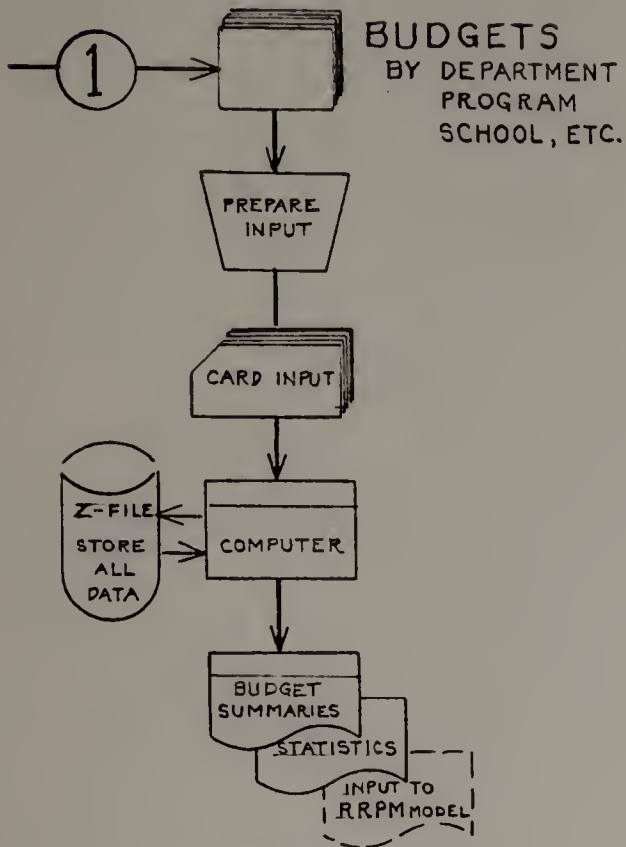 1
BUDGETS
BY DEPARTMENT
PROGRAM
SCHOOL, ETC.
PREPARE
INPUT
CARD INPUT
Z-FILE
STORE
ALL
DATA
COMPUTER
BUDGET
SUMMARIES
STATISTICS
INPUT TO
RRPM MODEL